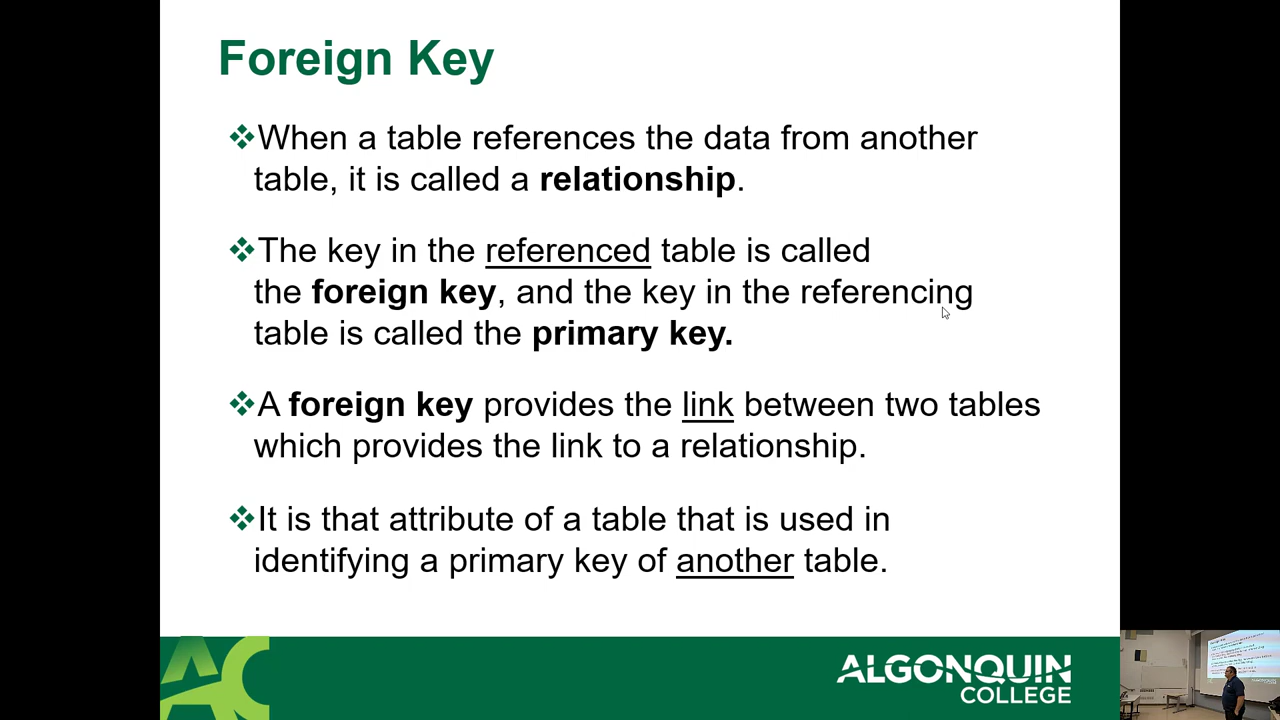 Foreign Key
❖When a table references the data from another
table, it is called a relationship.
❖The key in the referenced table is called
the foreign key, and the key in the referencing
table is called the primary key.
❖A foreign key provides the link between two tables
which provides the link to a relationship.
❖It is that attribute of a table that is used in
identifying a primary key of another table.
AC
ALGONQUIN
COLLEGE